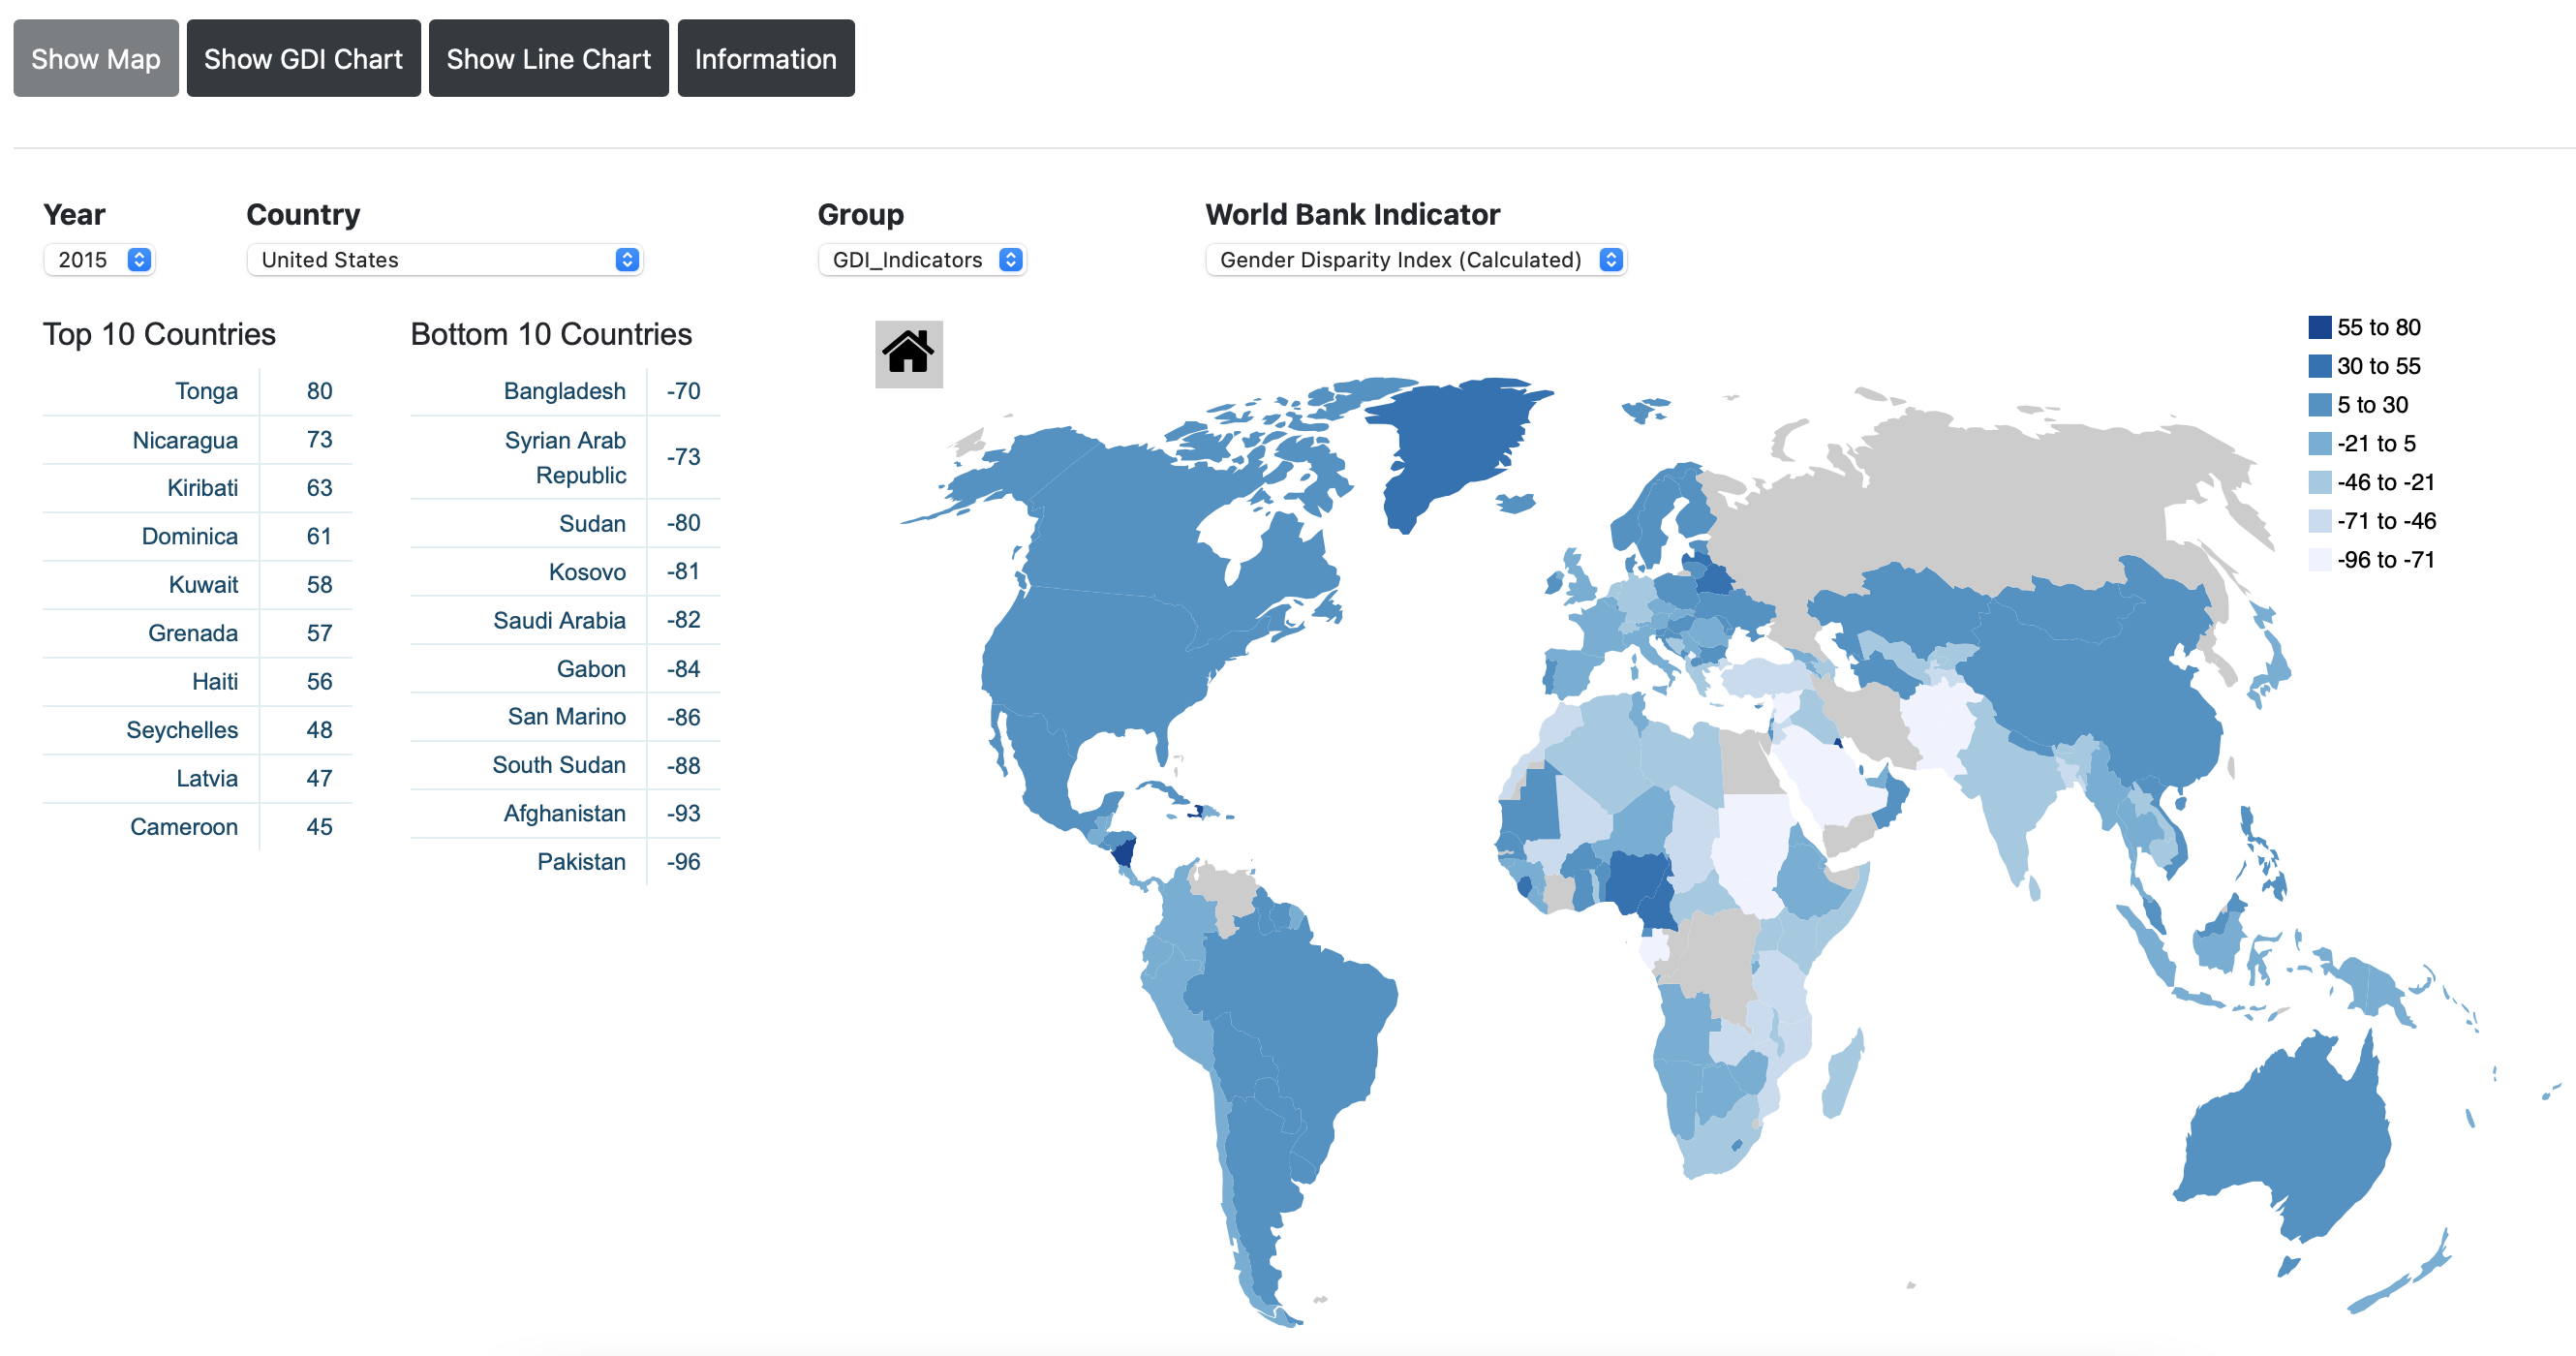 Show Map Show GDI Chart Show Line Chart Information
Year Country Group World Bank Indicator
2015 United States GDI_Indicators Gender Disparity Index (Calculated)
Top 10 Countries
Tonga 80
Nicaragua 73
Kiribati 63
Dominica 61
Kuwait 58
Grenada 57
Haiti 56
Seychelles 48
Latvia 47
Cameroon 45
Bottom 10 Countries
Bangladesh -70
Syrian Arab
Republic -73
Sudan -80
Kosovo -81
Saudi Arabia -82
Gabon -84
San Marino -86
South Sudan -88
Afghanistan -93
Pakistan -96
55 to 80
30 to 55
5 to 30
-21 to 5
-46 to -21
-71 to -46
-96 to -71